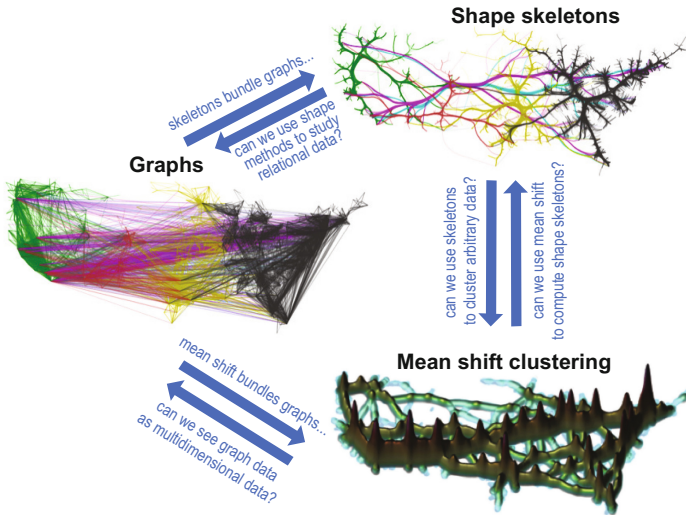 Shape skeletons
skeletons bundle graphs...
can we use shape
methods to study
relational data?
Graphs
can we use skeletons
to cluster arbitrary data?
can we use mean shift
to compute shape skeletons?
Mean shift clustering
mean shift bundles graphs...
can we see graph data
as multidimensional data?